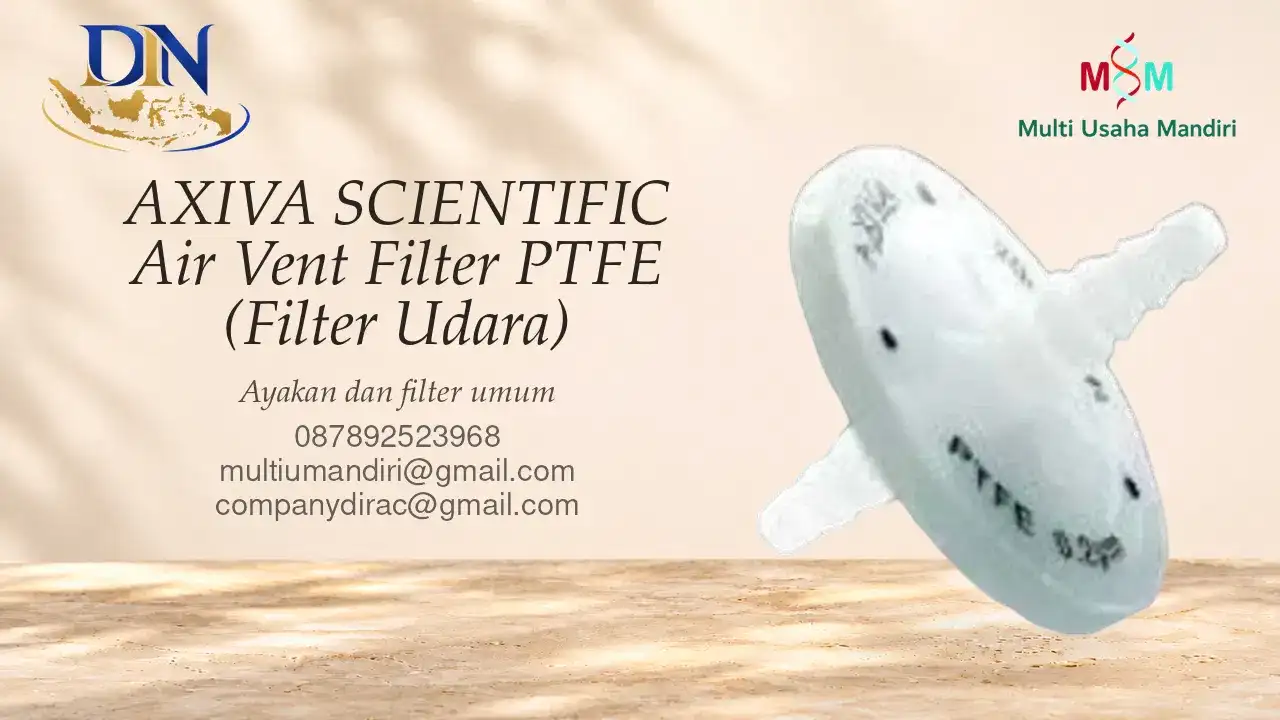 DIN
MSM
Multi Usaha Mandiri
AXIVA SCIENTIFIC
Air Vent Filter PTFE
(Filter Udara)
Ayakan dan filter umum
087892523968
multiumandiri@gmail.com
companydirac@gmail.com
PTFE